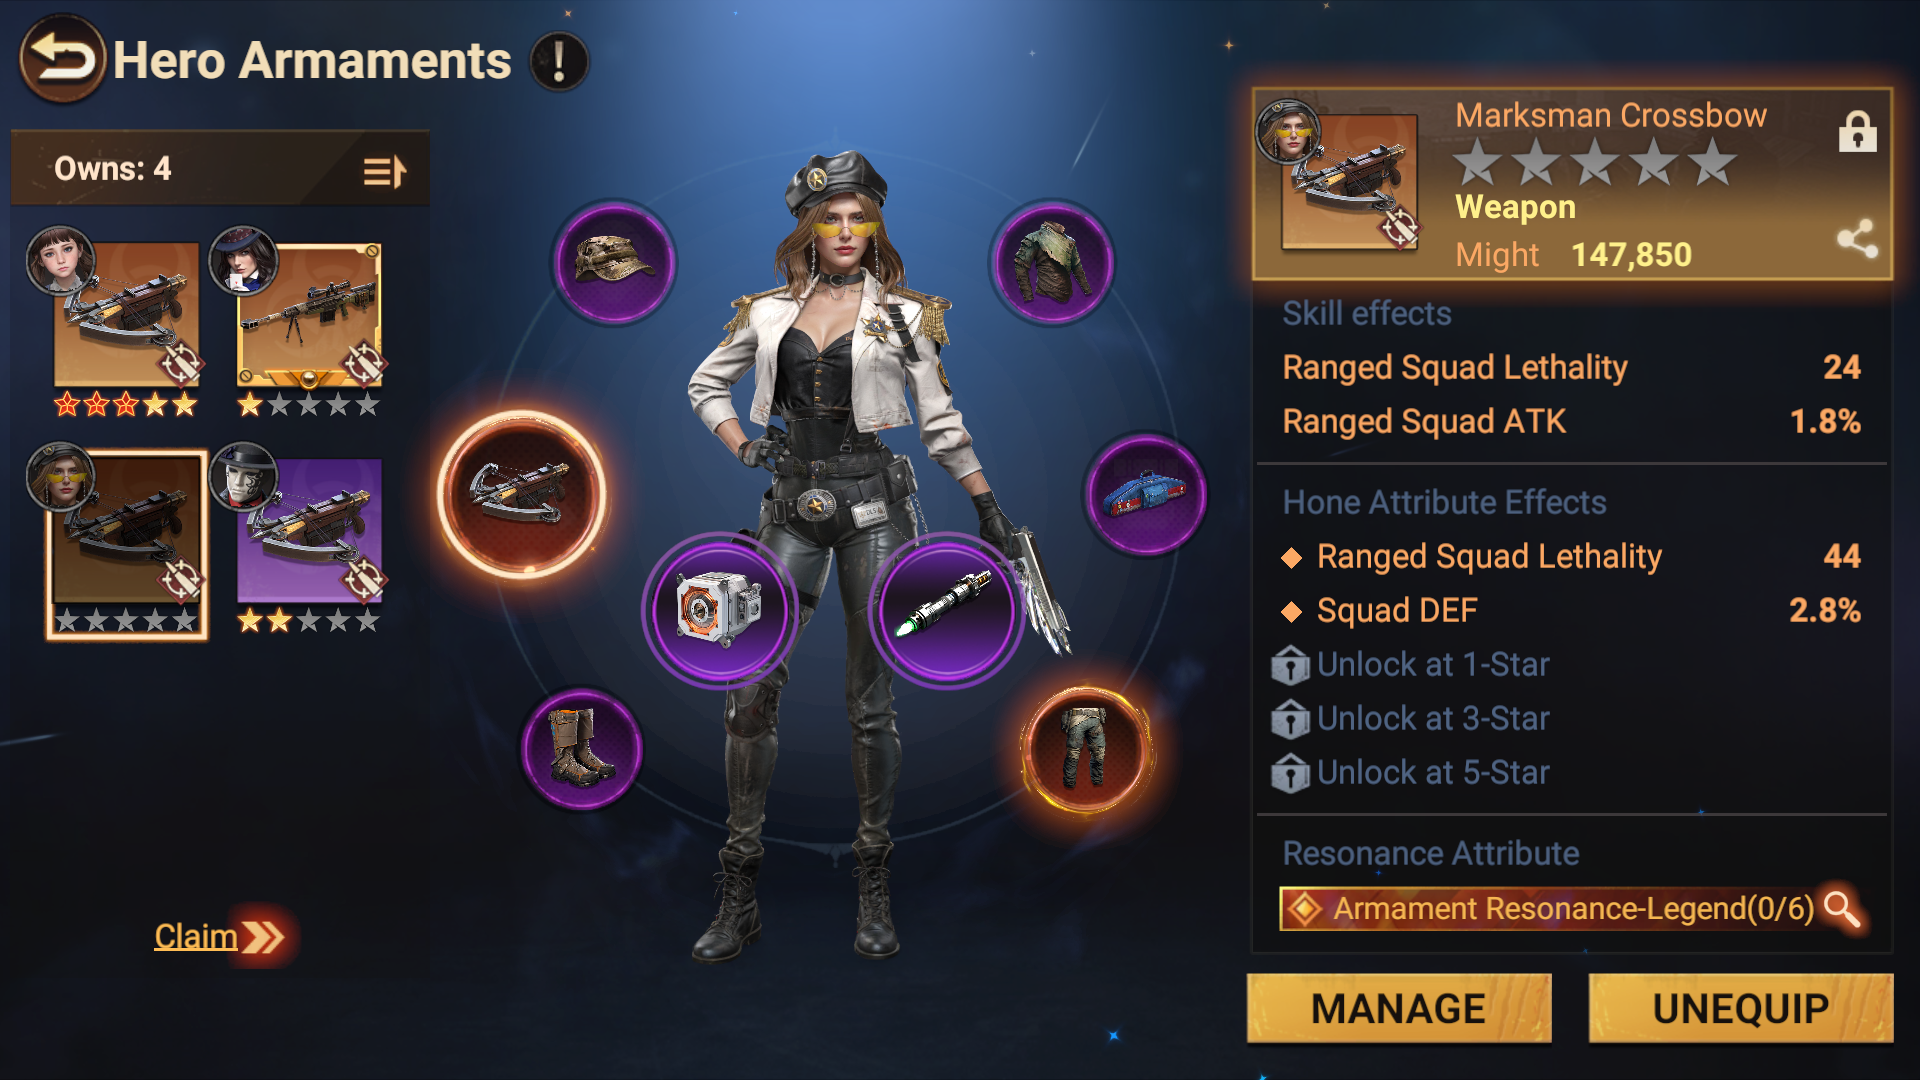 Hero Armaments
!
Owns: 4
Claim
Marksman Crossbow
Weapon
Might 147,850
Skill effects
Ranged Squad Lethality 24
Ranged Squad ATK 1.8%
Hone Attribute Effects
Ranged Squad Lethality 44
Squad DEF 2.8%
Unlock at 1-Star
Unlock at 3-Star
Unlock at 5-Star
Resonance Attribute
Armament Resonance-Legend(0/6)
MANAGE
UNEQUIP